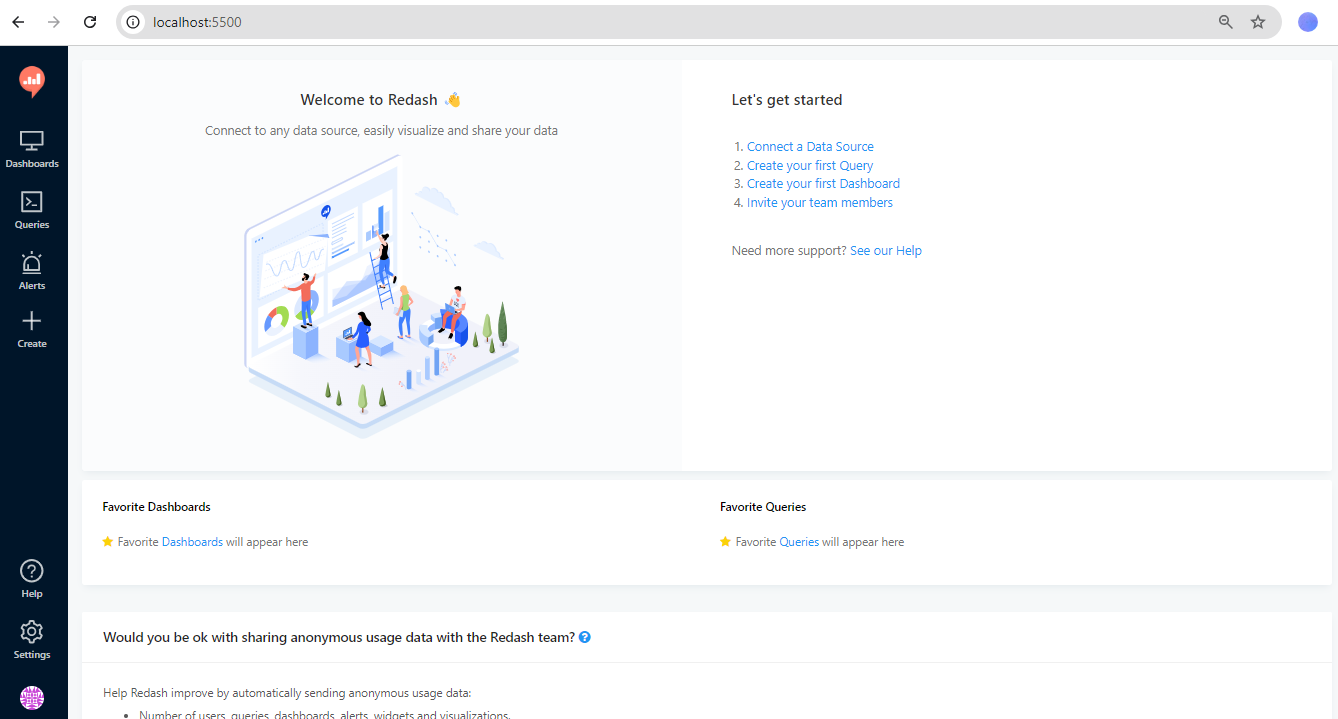 localhost:5500
Dashboards
Queries
Alerts
Create
Help
Settings
Welcome to Redash 👋
Connect to any data source, easily visualize and share your data
Let's get started
1. Connect a Data Source
2. Create your first Query
3. Create your first Dashboard
4. Invite your team members
Need more support? See our Help
Favorite Dashboards
Favorite Dashboards will appear here
Favorite Queries
Favorite Queries will appear here
Would you be ok with sharing anonymous usage data with the Redash team?
Help Redash improve by automatically sending anonymous usage data:
• Number of users, queries, dashboards, alerts, widgets and visualizations.